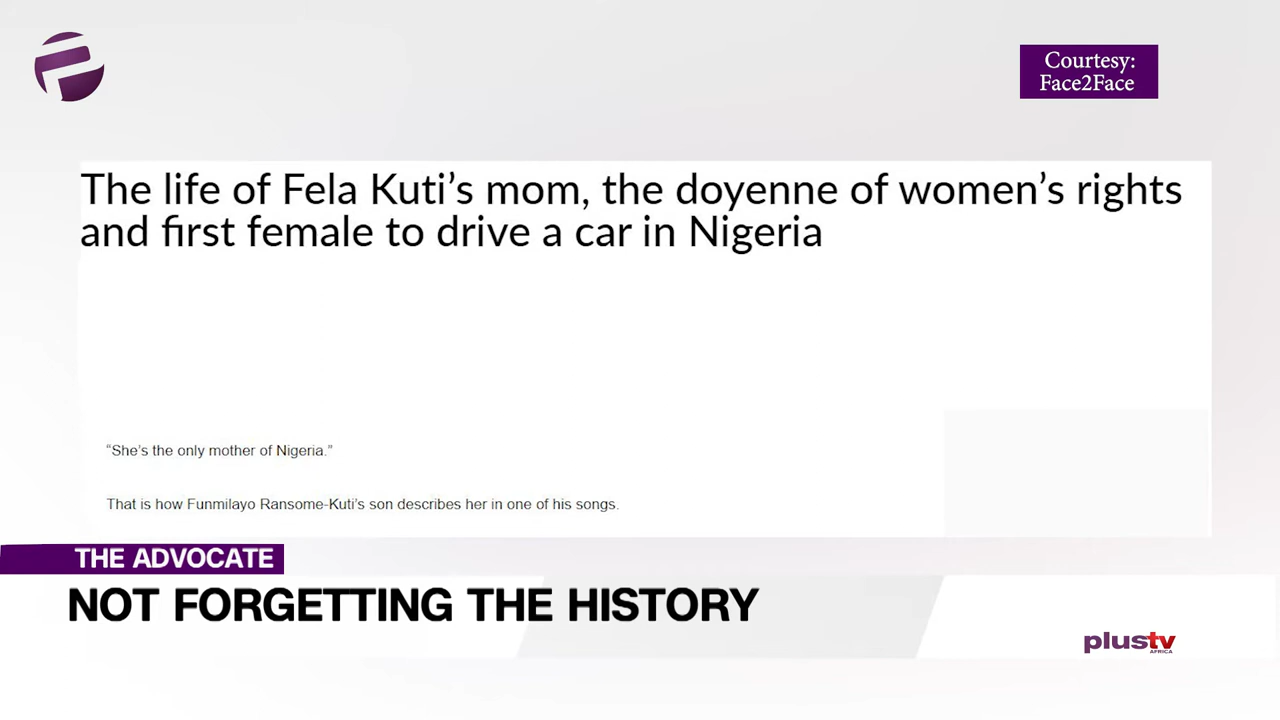 Courtesy:
Face2Face
The life of Fela Kuti's mom, the doyenne of women's rights
and first female to drive a car in Nigeria
“She's the only mother of Nigeria.”
That is how Funmilayo Ransome-Kuti's son describes her in one of his songs.
THE ADVOCATE
NOT FORGETTING THE HISTORY
plustv
AFRICA